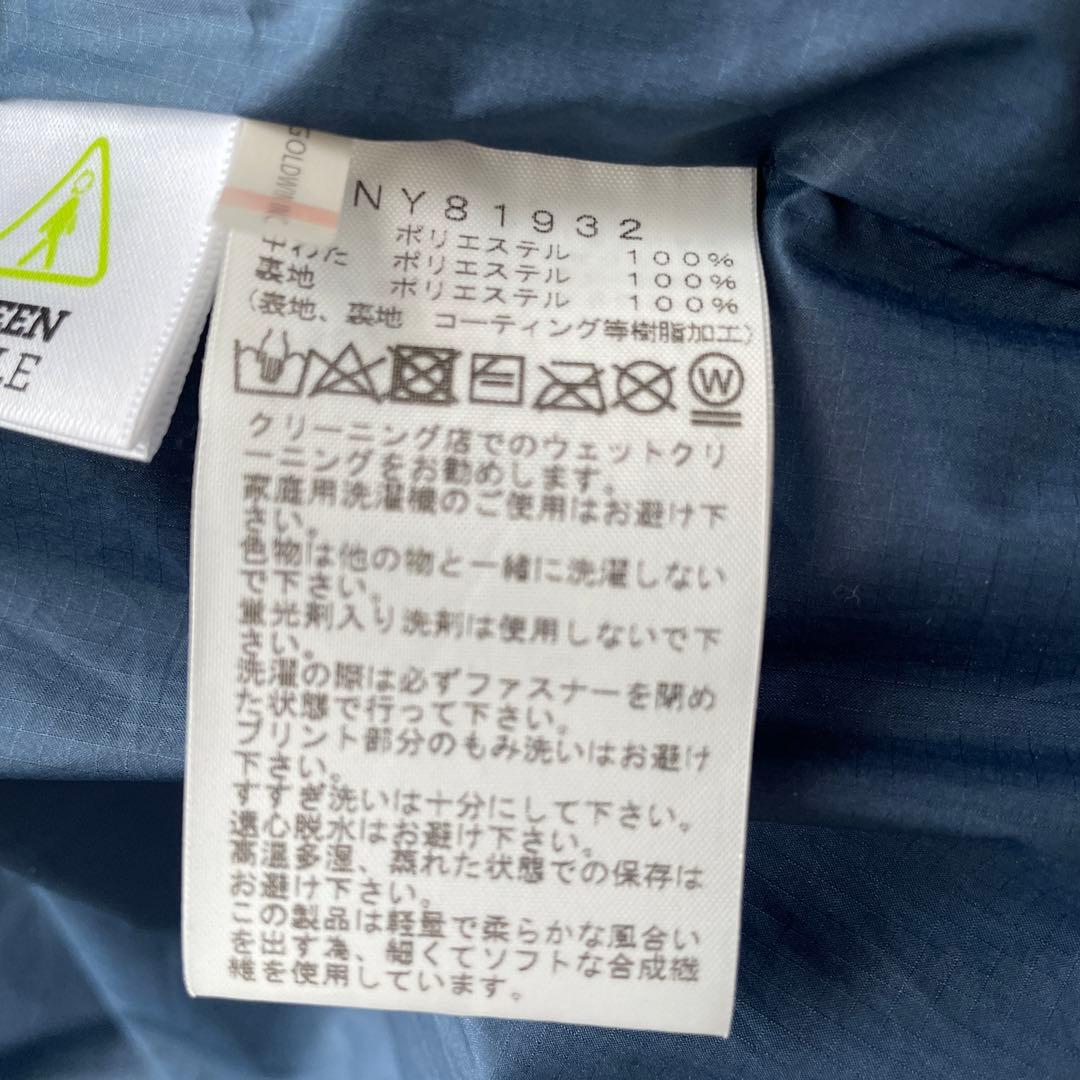 GOLDWIN INC
EEN
LE
NY81932
ポリエステル 100%
中わた ポリエステル 100%
裏地 ポリエステル 100%
(表地、裏地 コーティング等樹脂加工)
W
クリーニング店でのウェットクリ
ーニングをお勧めします。
家庭用洗濯機のご使用はお避け下
さい。
色物は他の物と一緒に洗濯しない
で下さい。
蛍光剤入り洗剤は使用しないで下
さい。
洗濯の際は必ずファスナーを閉め
た状態で行って下さい。
プリント部分のもみ洗いはお避け
下さい。
すすぎ洗いは十分にして下さい。
遠心脱水はお避け下さい。
高温多湿、蒸れた状態での保存は
お避け下さい。
この製品は軽量で柔らかな風合い
を出す為、細くてソフトな合成繊
維を使用しています。